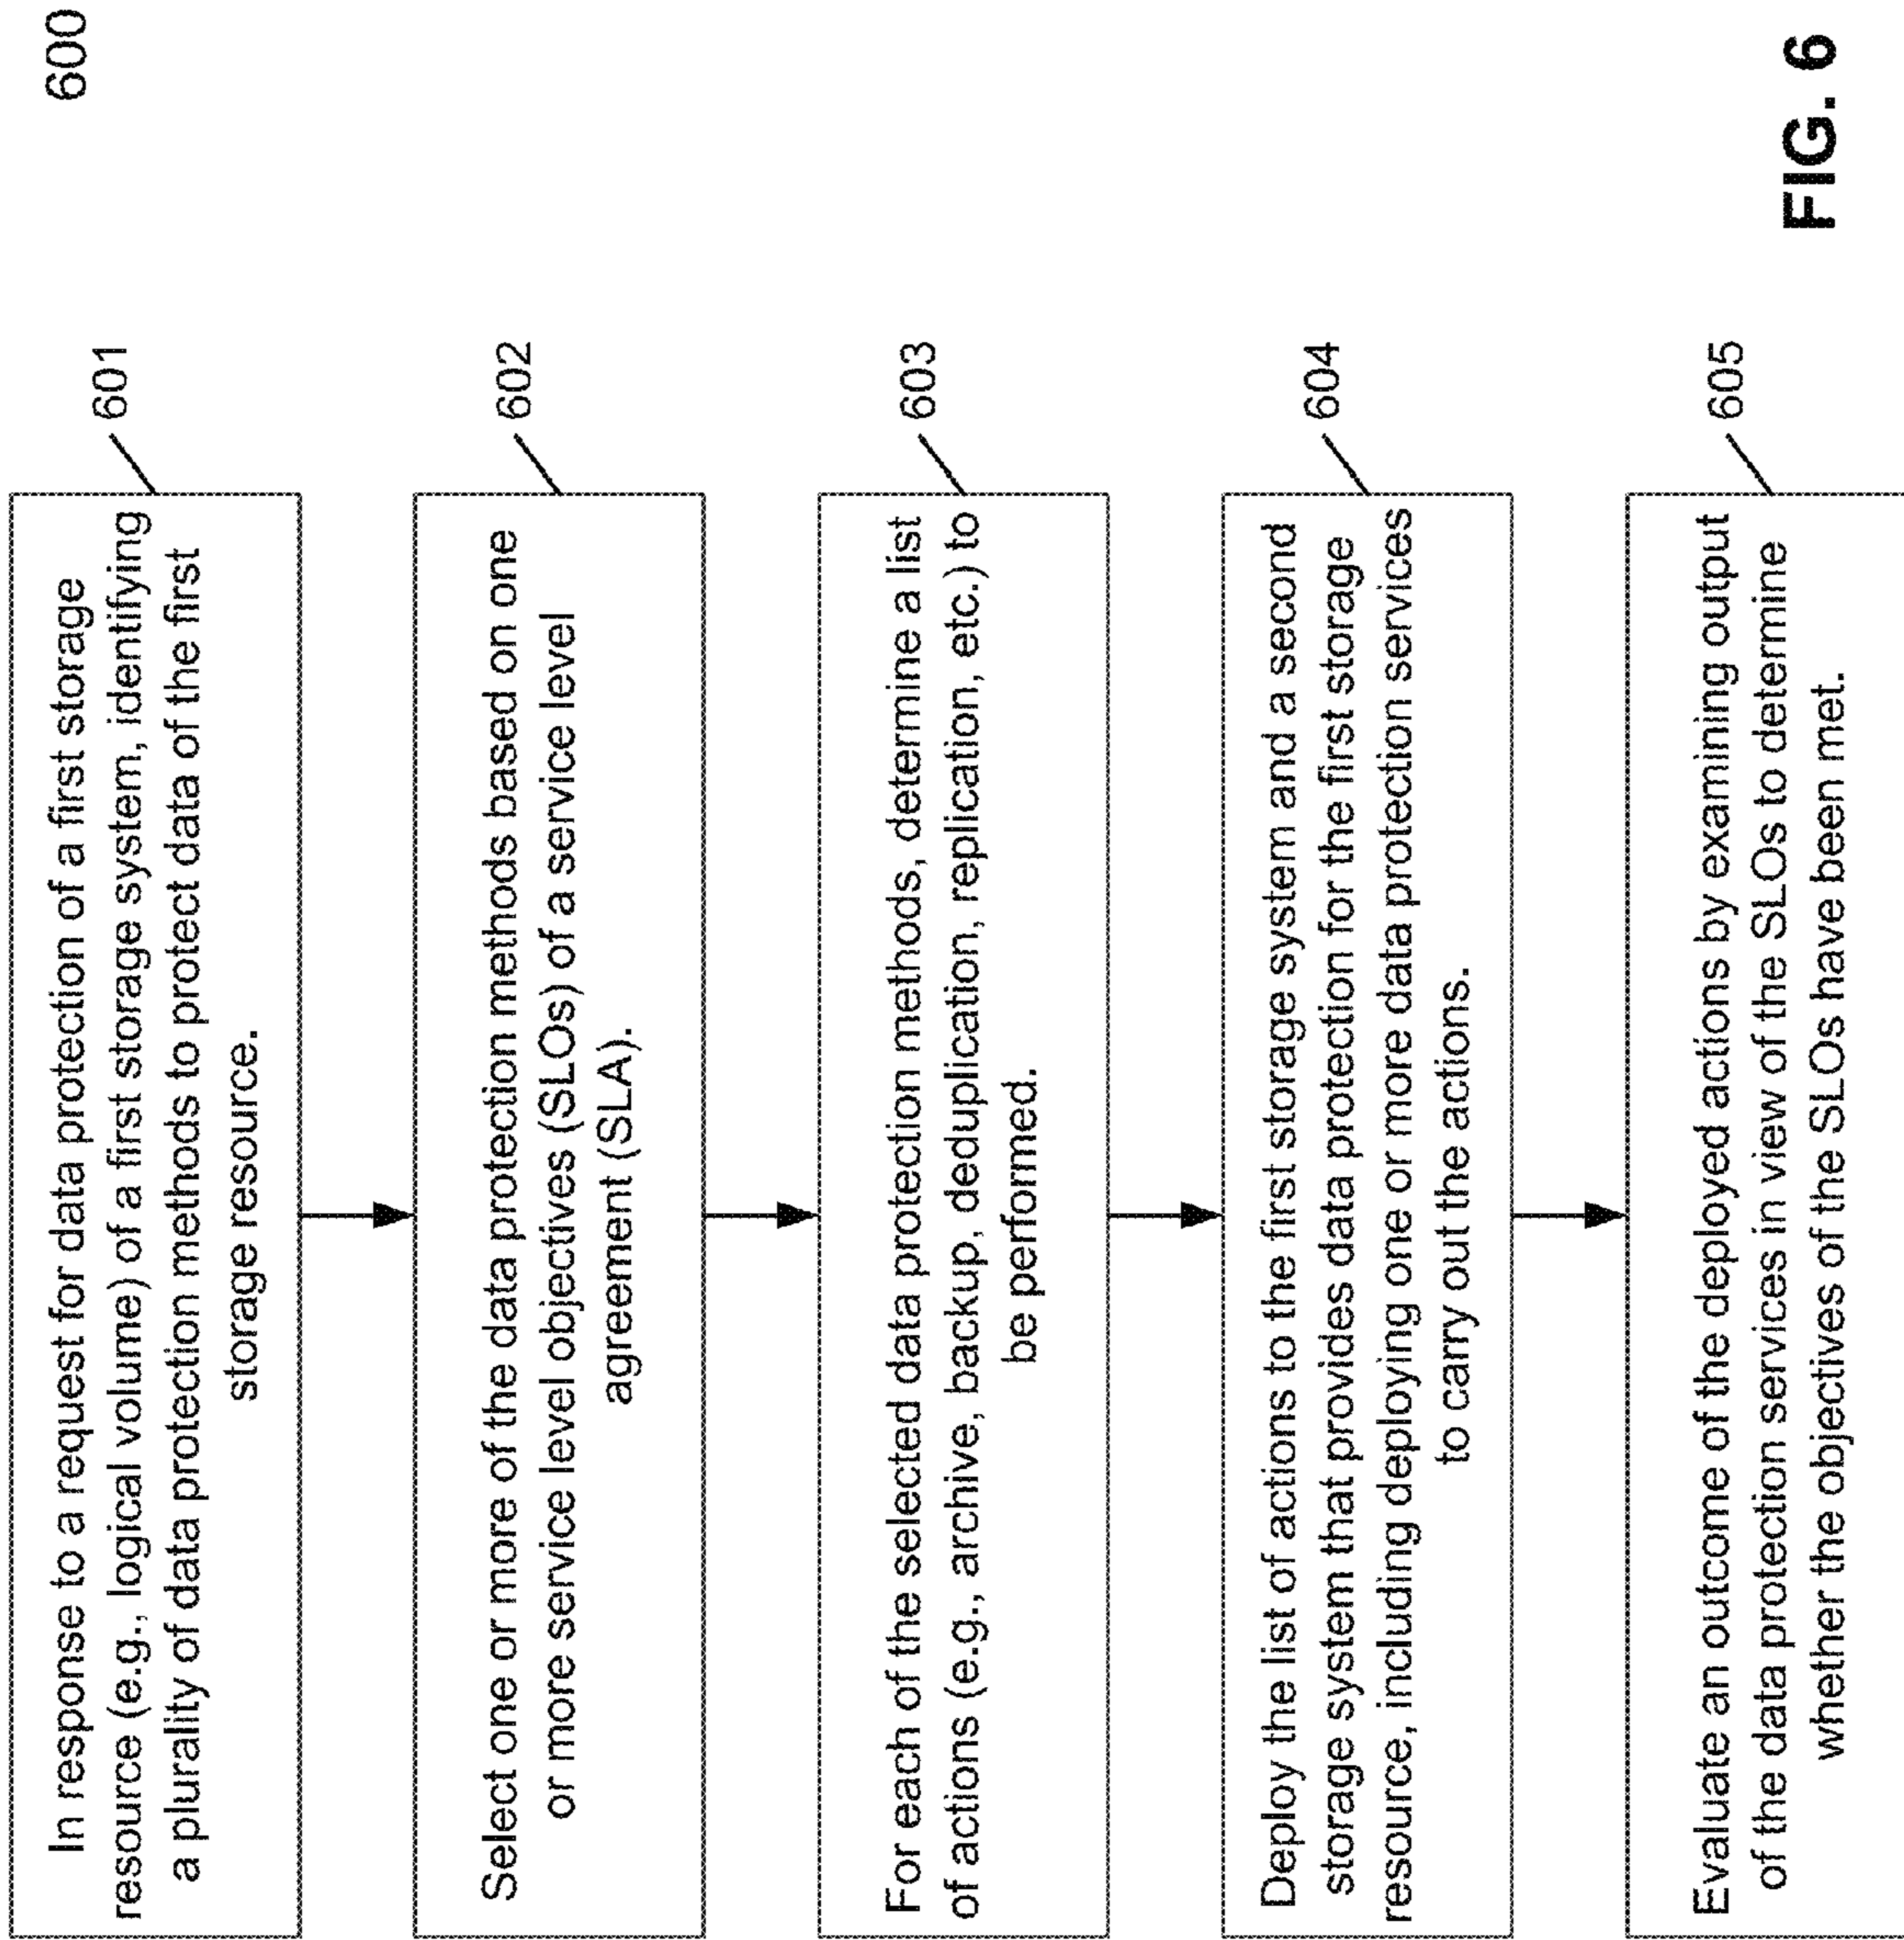 600
In response to a request for data protection of a first storage
resource (e.g., logical volume) of a first storage system, identifying
a plurality of data protection methods to protect data of the first
storage resource.
601
Select one or more of the data protection methods based on one
or more service level objectives (SLOs) of a service level
agreement (SLA).
602
For each of the selected data protection methods, determine a list
of actions (e.g., archive, backup, deduplication, replication, etc.) to
be performed.
603
Deploy the list of actions to the first storage system and a second
storage system that provides data protection for the first storage
resource, including deploying one or more data protection services
to carry out the actions.
604
Evaluate an outcome of the deployed actions by examining output
of the data protection services in view of the SLOs to determine
whether the objectives of the SLOs have been met.
605
FIG. 6